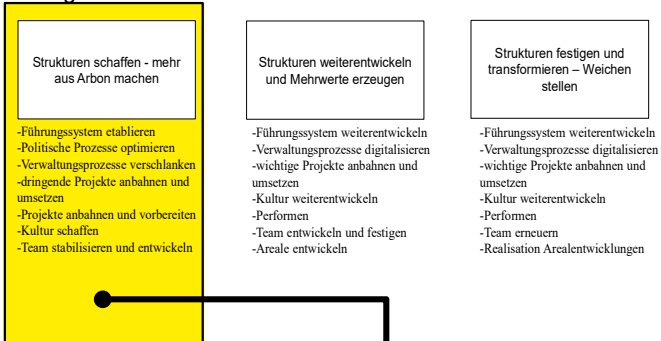 Strukturen schaffen - mehr
aus Arbon machen
-Führungssystem etablieren
-Politische Prozesse optimieren
-Verwaltungsprozesse verschlanken
-dringende Projekte anbahnen und
umsetzen
-Projekte anbahnen und vorbereiten
-Kultur schaffen
-Team stabilisieren und entwickeln
Strukturen weiterentwickeln
und Mehrwerte erzeugen
-Führungssystem weiterentwickeln
-Verwaltungsprozesse digitalisieren
-wichtige Projekte anbahnen und
umsetzen
-Kultur weiterentwickeln
-Performen
-Team entwickeln und festigen
-Areale entwickeln
Strukturen festigen und
transformieren – Weichen
stellen
-Führungssystem weiterentwickeln
-Verwaltungsprozesse digitalisieren
-wichtige Projekte anbahnen und
umsetzen
-Kultur weiterentwickeln
-Performen
-Team erneuern
-Realisation Arealentwicklungen